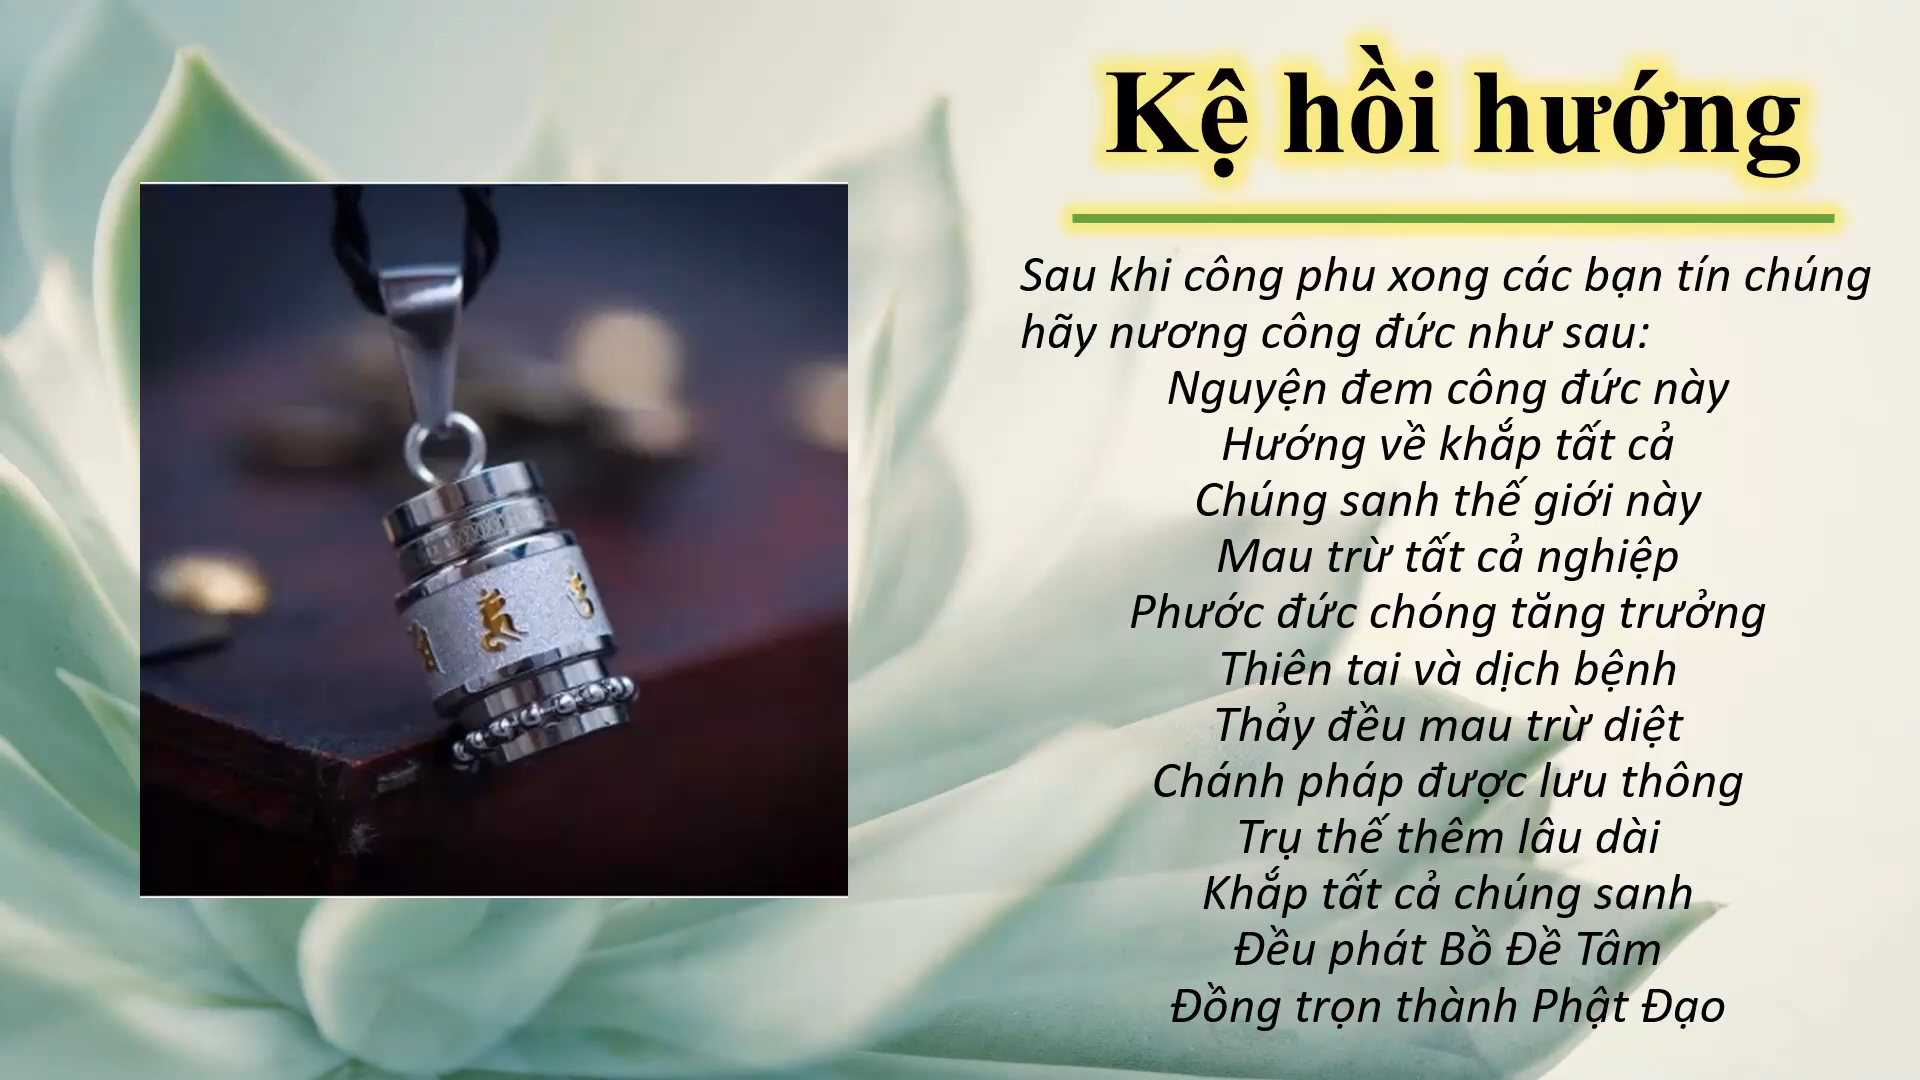 Kệ hồi hướng
Sau khi công phu xong các bạn tín chúng
hãy nương công đức như sau:
Nguyện đem công đức này
Hướng về khắp tất cả
Chúng sanh thế giới này
Mau trừ tất cả nghiệp
Phước đức chóng tăng trưởng
Thiên tai và dịch bệnh
Thảy đều mau trừ diệt
Chánh pháp được lưu thông
Trụ thế thêm lâu dài
Khắp tất cả chúng sanh
Đều phát Bồ Đề Tâm
Đồng trọn thành Phật Đạo